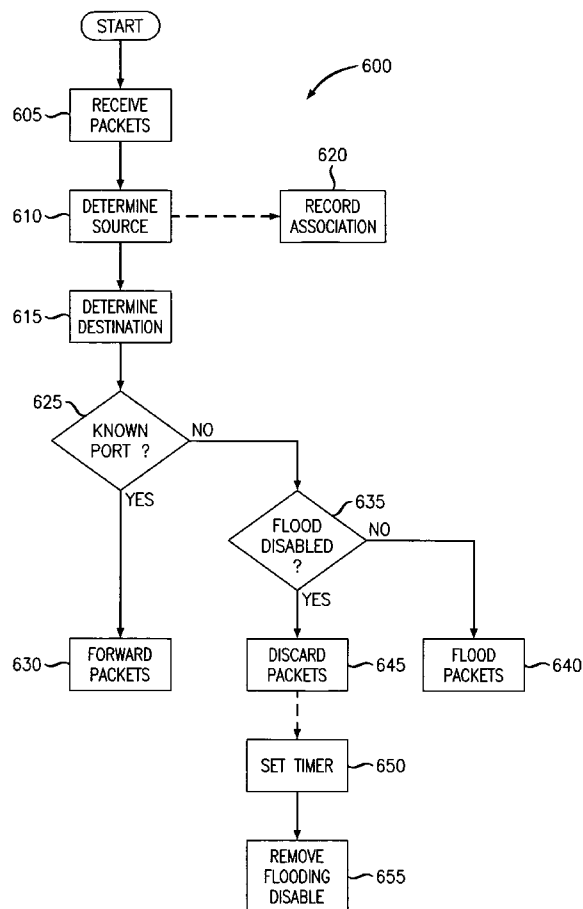 START
600
605
RECEIVE
PACKETS
620
610
DETERMINE
SOURCE
RECORD
ASSOCIATION
615
DETERMINE
DESTINATION
625
KNOWN
PORT ?
NO
YES
635
FLOOD
DISABLED
?
NO
YES
630
FORWARD
PACKETS
DISCARD
PACKETS
645
FLOOD
PACKETS
640
SET TIMER
650
REMOVE
FLOODING
DISABLE
655